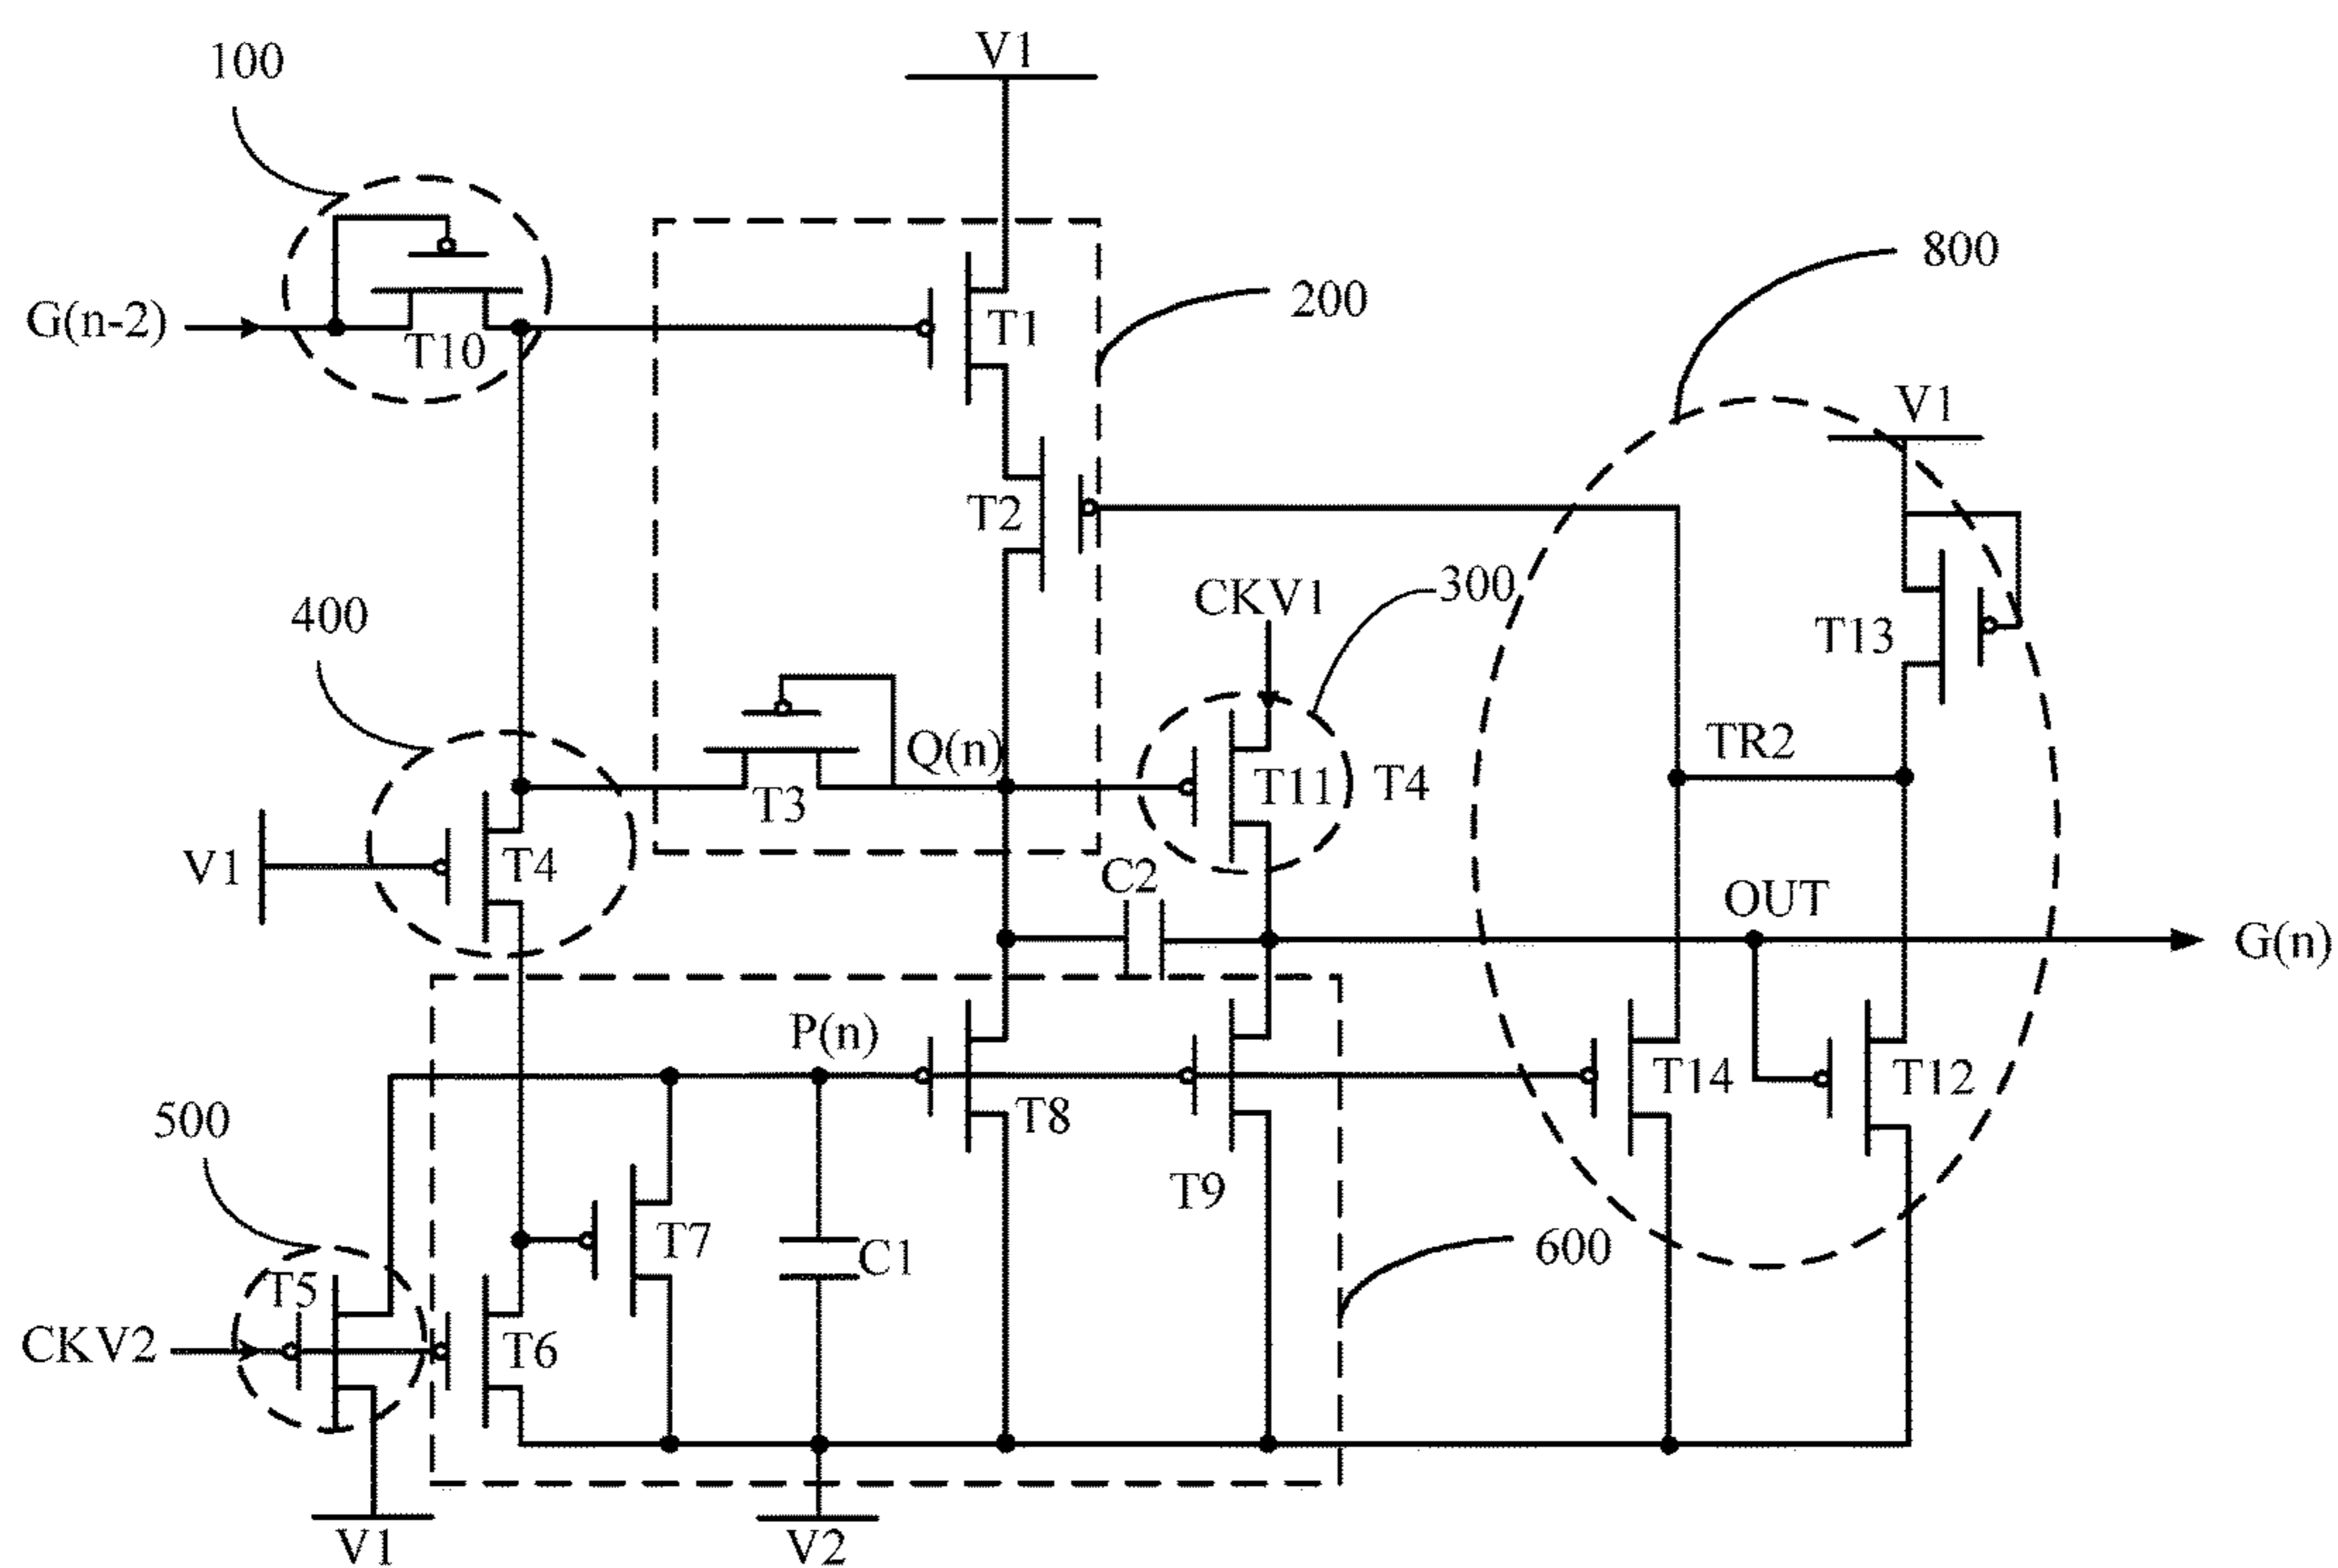 V1
100
800
200
G(n-2)
T1
T10
V1
T2
300
CKV1
400
T13
Q(n)
TR2
T3
T11
T4
V1
T4
C2
OUT
G(n)
P(n)
T14
T12
T8
500
T9
T7
600
C1
T5
CKV2
T6
V1
V2